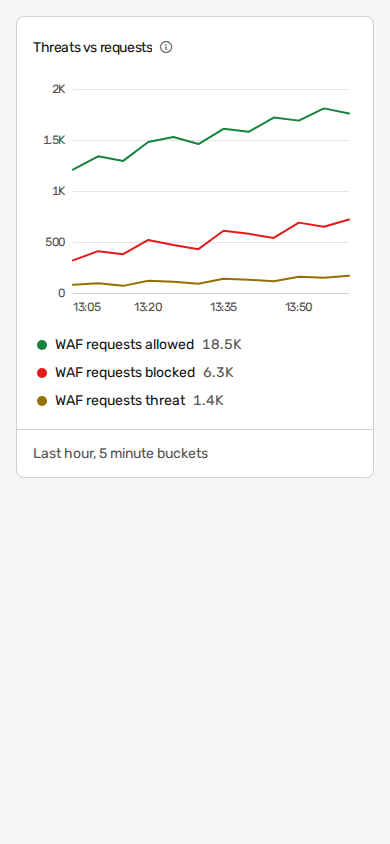 Threats vs requests
2K
1.5K
1K
500
0
13:05 13:20 13:35 13:50
WAF requests allowed 18.5K
WAF requests blocked 6.3K
WAF requests threat 1.4K
Last hour, 5 minute buckets